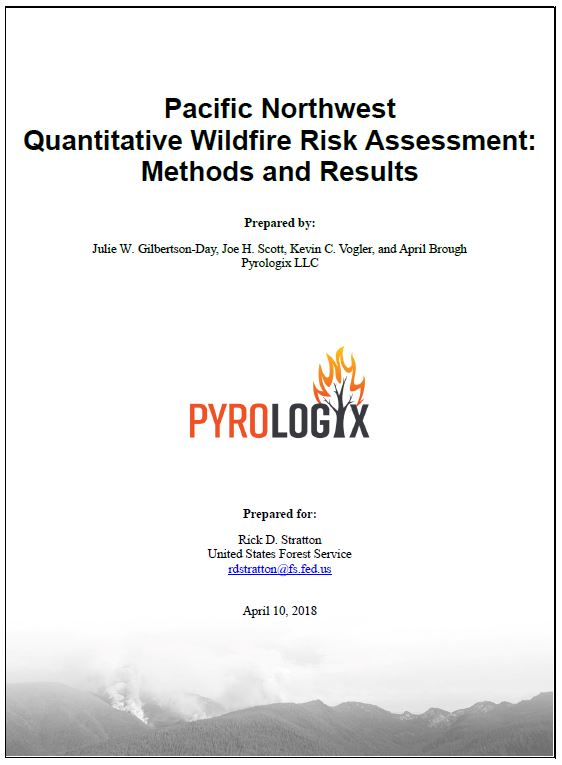 Pacific Northwest
Quantitative Wildfire Risk Assessment:
Methods and Results
Prepared by:
Julie W. Gilbertson-Day, Joe H. Scott, Kevin C. Vogler, and April Brough
Pyrologix LLC
PYROLOGIX
Prepared for:
Rick D. Stratton
United States Forest Service
rdstratton@fs.fed.us
April 10, 2018